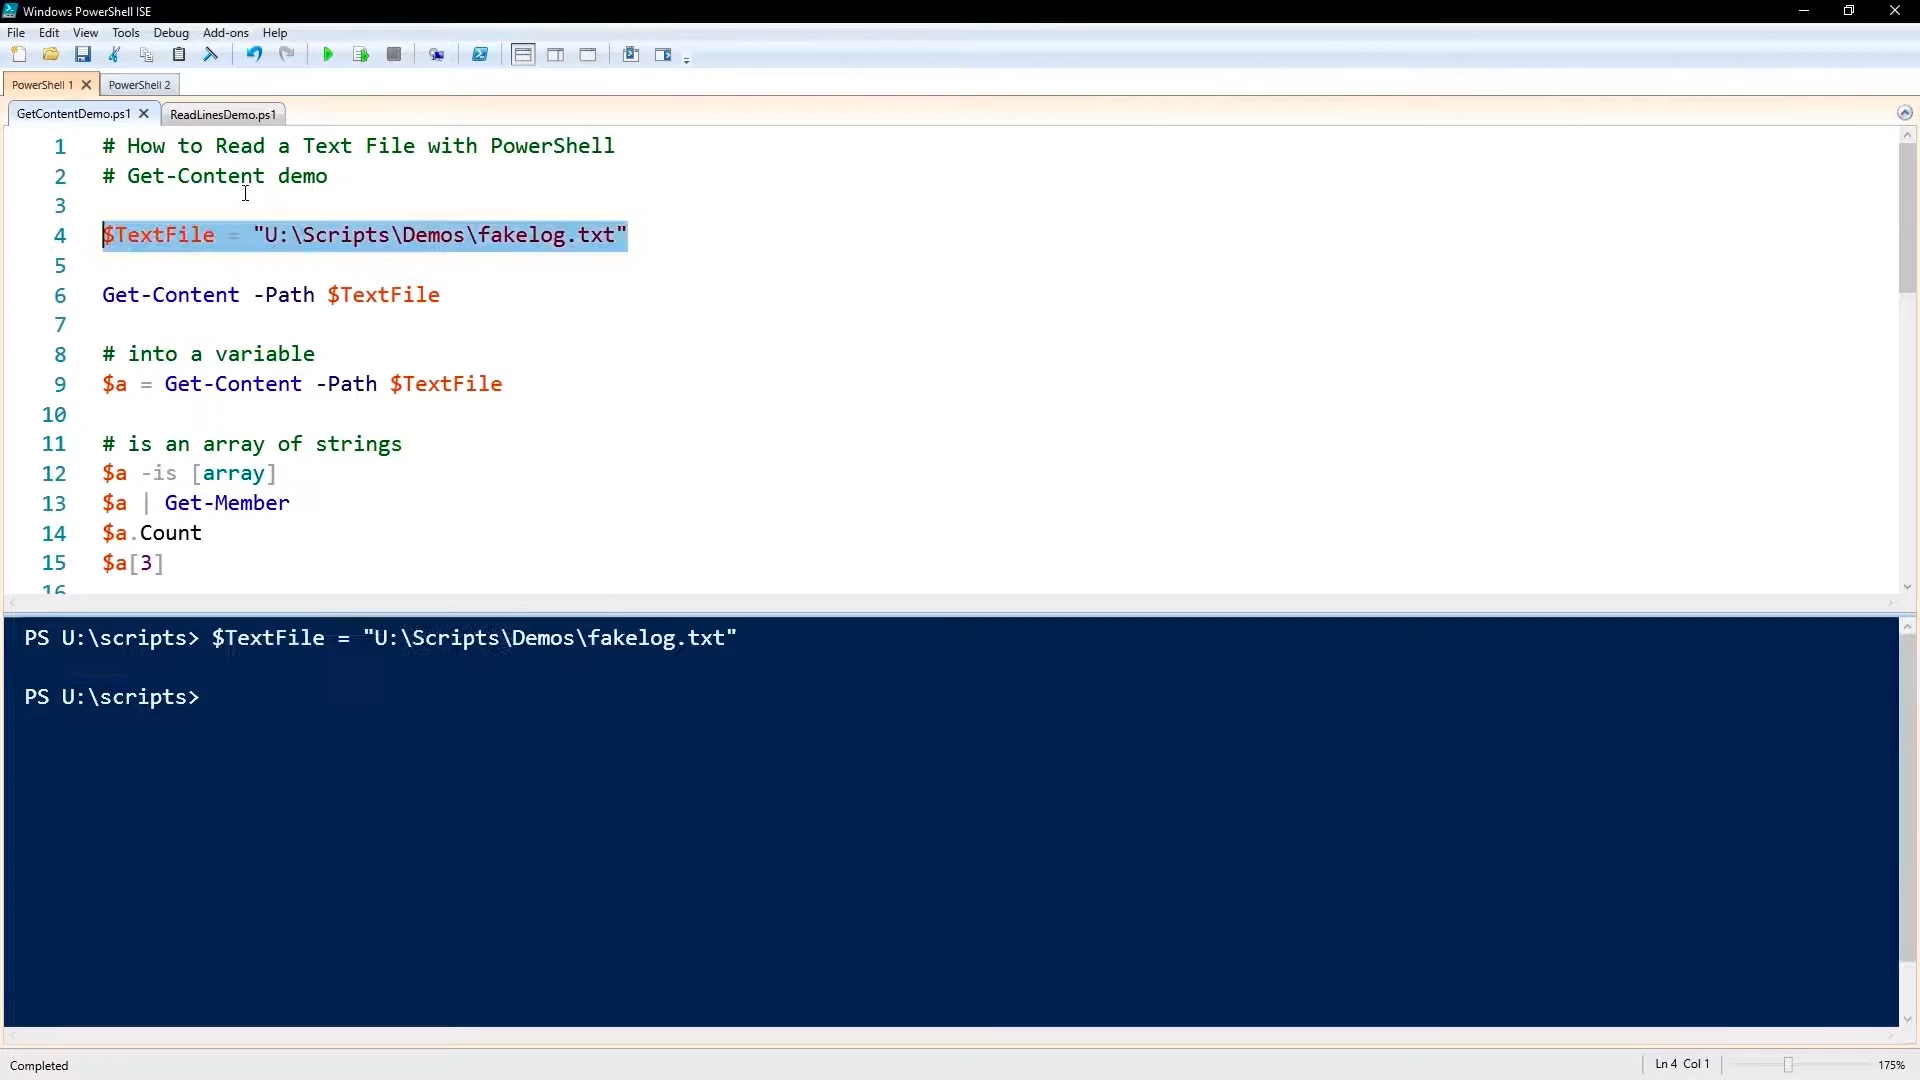 Windows PowerShell ISE
File Edit View Tools Debug Add-ons Help
PowerShell 1 PowerShell 2
GetContentDemo.ps1 ReadLinesDemo.ps1
1 # How to Read a Text File with PowerShell
2 # Get-Content demo
3
4 $TextFile = "U:\Scripts\Demos\fakelog.txt"
5
6 Get-Content -Path $TextFile
7
8 # into a variable
9 $a = Get-Content -Path $TextFile
10
11 # is an array of strings
12 $a -is [array]
13 $a | Get-Member
14 $a.Count
15 $a[3]
16
PS U:\scripts> $TextFile = "U:\Scripts\Demos\fakelog.txt"
PS U:\scripts>
Completed Ln 4 Col 1 175%